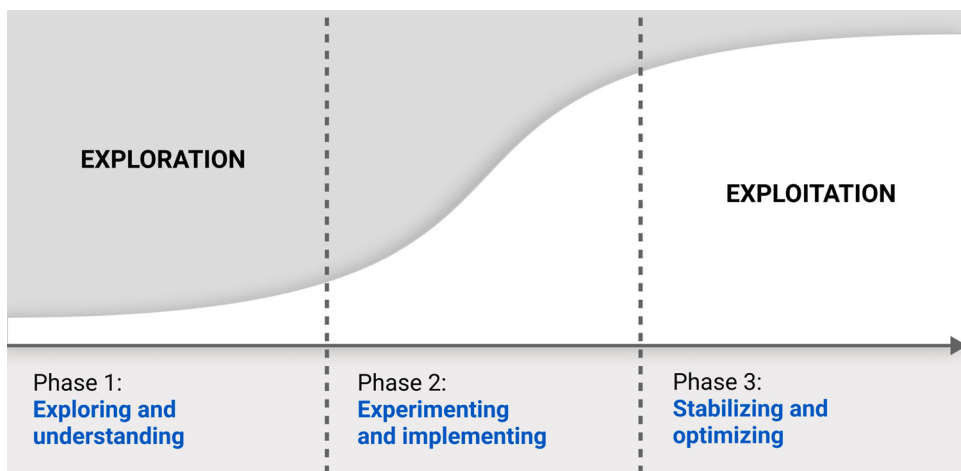 EXPLORATION
EXPLOITATION
Phase 1:
Exploring and
understanding
Phase 2:
Experimenting
and implementing
Phase 3:
Stabilizing and
optimizing